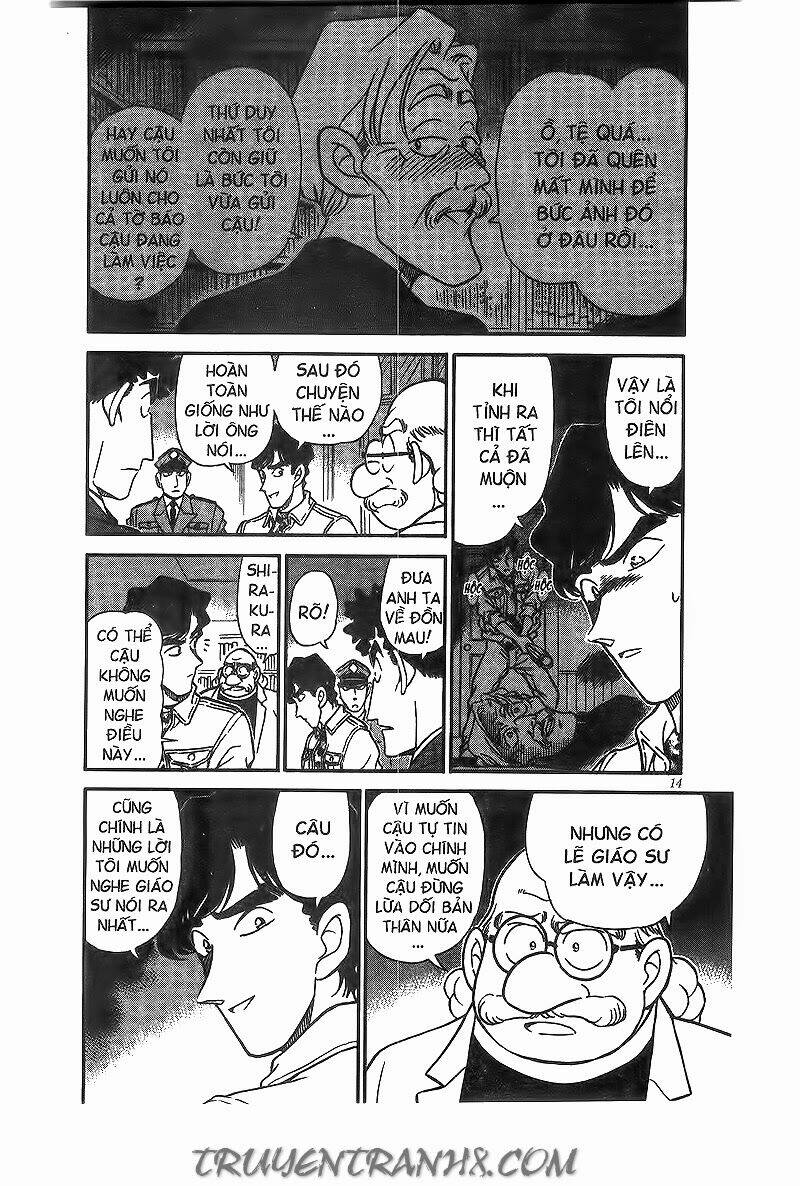 Ồ, TỆ QUÁ...
TÔI ĐÃ QUÊN
MẤT MÌNH ĐỂ
BỨC ẢNH ĐÓ
Ở ĐÂU RỒI...
THỨ DUY
NHẤT TÔI
CÒN GIỮ
LÀ BỨC TÔI
VỪA GỬI
CẬU!
HAY CẬU
MUỐN TÔI
GỬI NÓ
LUÔN CHO
CẢ TỜ BÁO
CẬU ĐANG
LÀM VIỆC
?
VẬY LÀ
TÔI NỔI
ĐIÊN
LÊN...
KHI
TỈNH RA
THÌ TẤT
CẢ ĐÃ
MUỘN
...
HỘC
HỘC
HỘC
SAU ĐÓ
CHUYỆN
THẾ NÀO
...
HOÀN
TOÀN
GIỐNG NHƯ
LỜI ÔNG
NÓI...
ĐƯA
ANH TA
VỀ ĐỒN
MAU!
RÕ!
SHI-
RA-
KU-
RA...
CÓ THỂ
CẬU
KHÔNG
MUỐN
NGHE
ĐIỀU
NÀY...
14
NHƯNG CÓ
LẼ GIÁO SƯ
LÀM VẬY...
VÌ MUỐN
CẬU TỰ TIN
VÀO CHÍNH
MÌNH, MUỐN
CẬU ĐỪNG
LỪA DỐI BẢN
THÂN NỮA
...
CÂU
ĐÓ...
CŨNG
CHÍNH LÀ
NHỮNG LỜI
TÔI MUỐN
NGHE GIÁO
SƯ NÓI RA
NHẤT...
TRUYENTRANH8.COM